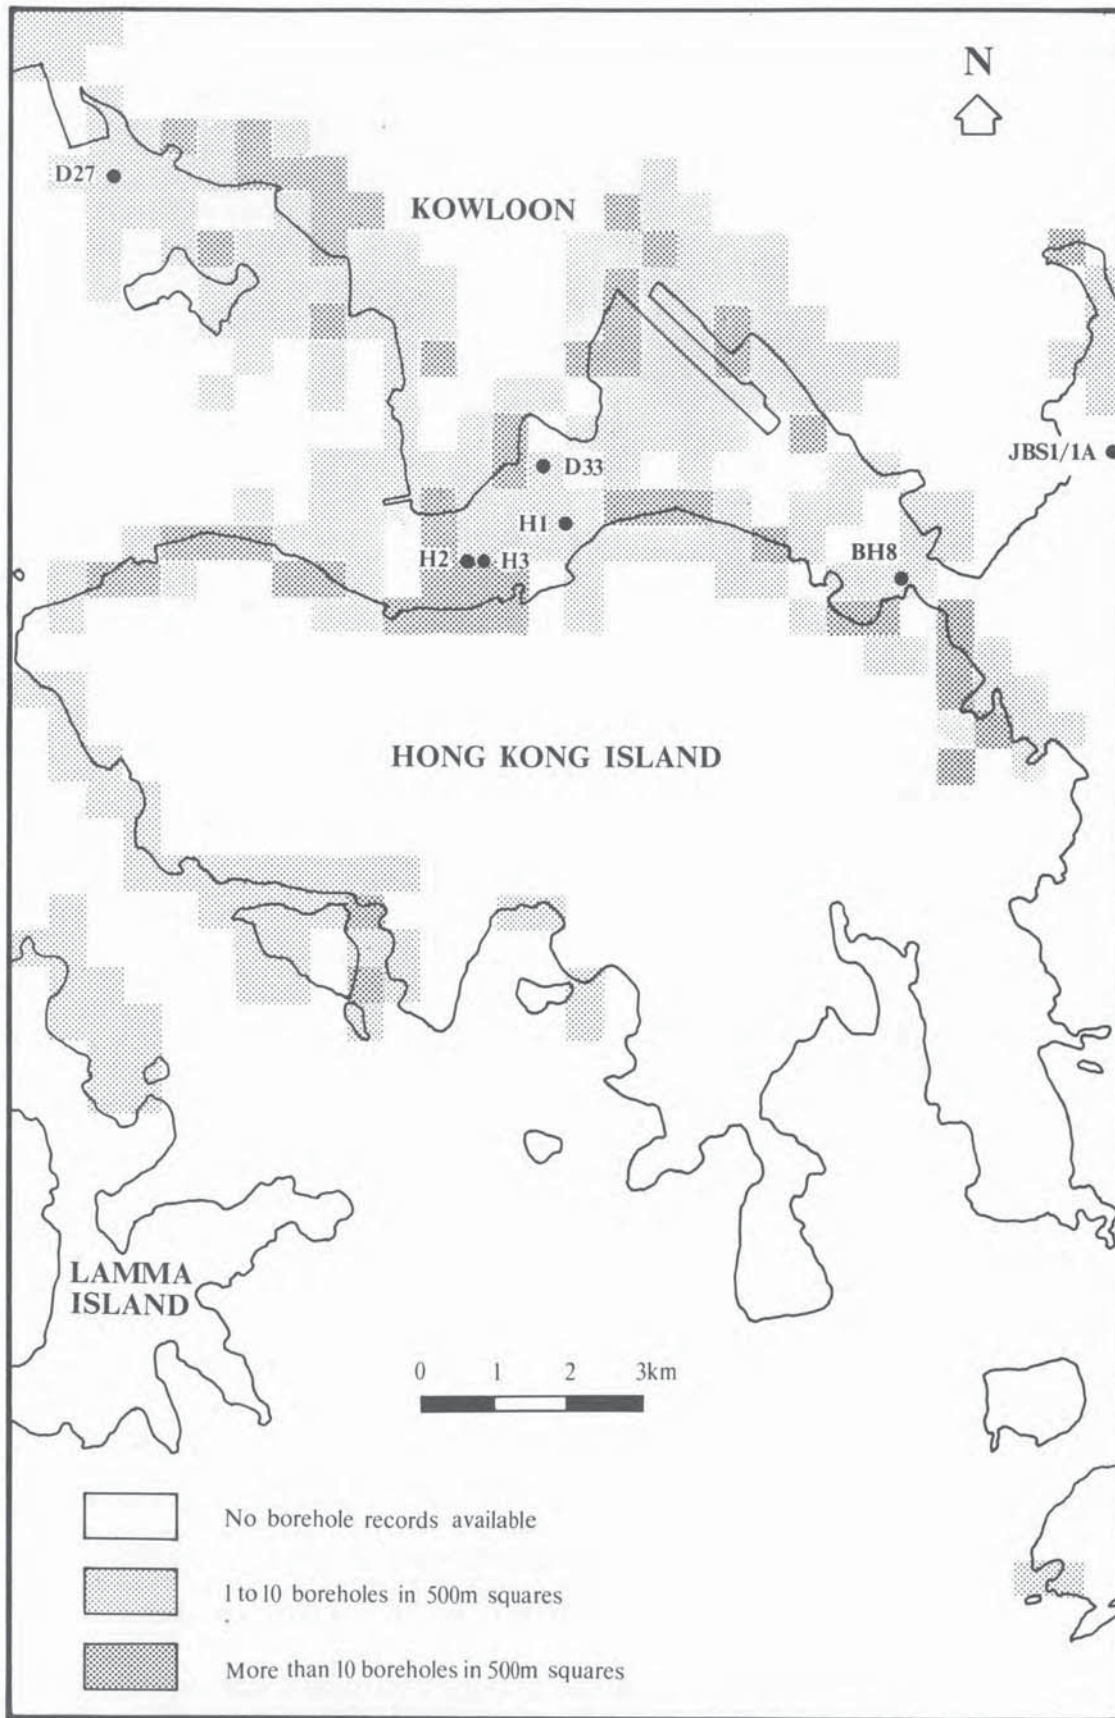 N
D27
KOWLOON
D33
JBS1/1A
H1
H2
H3
BH8
HONG KONG ISLAND
LAMMA
ISLAND
0 1 2 3km
No borehole records available
1 to 10 boreholes in 500m squares
More than 10 boreholes in 500m squares